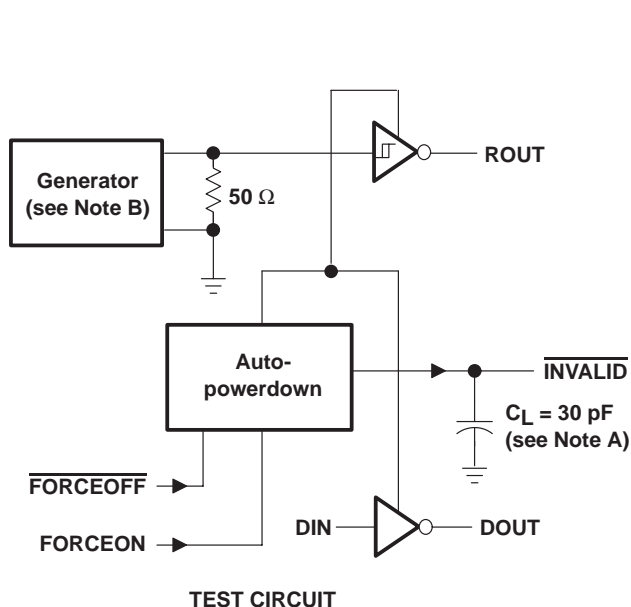 ROUT
Generator
(see Note B)
50 Ω
Auto-
powerdown
INVALID
CL = 30 pF
(see Note A)
FORCEOFF
FORCEON
DIN
DOUT
TEST CIRCUIT